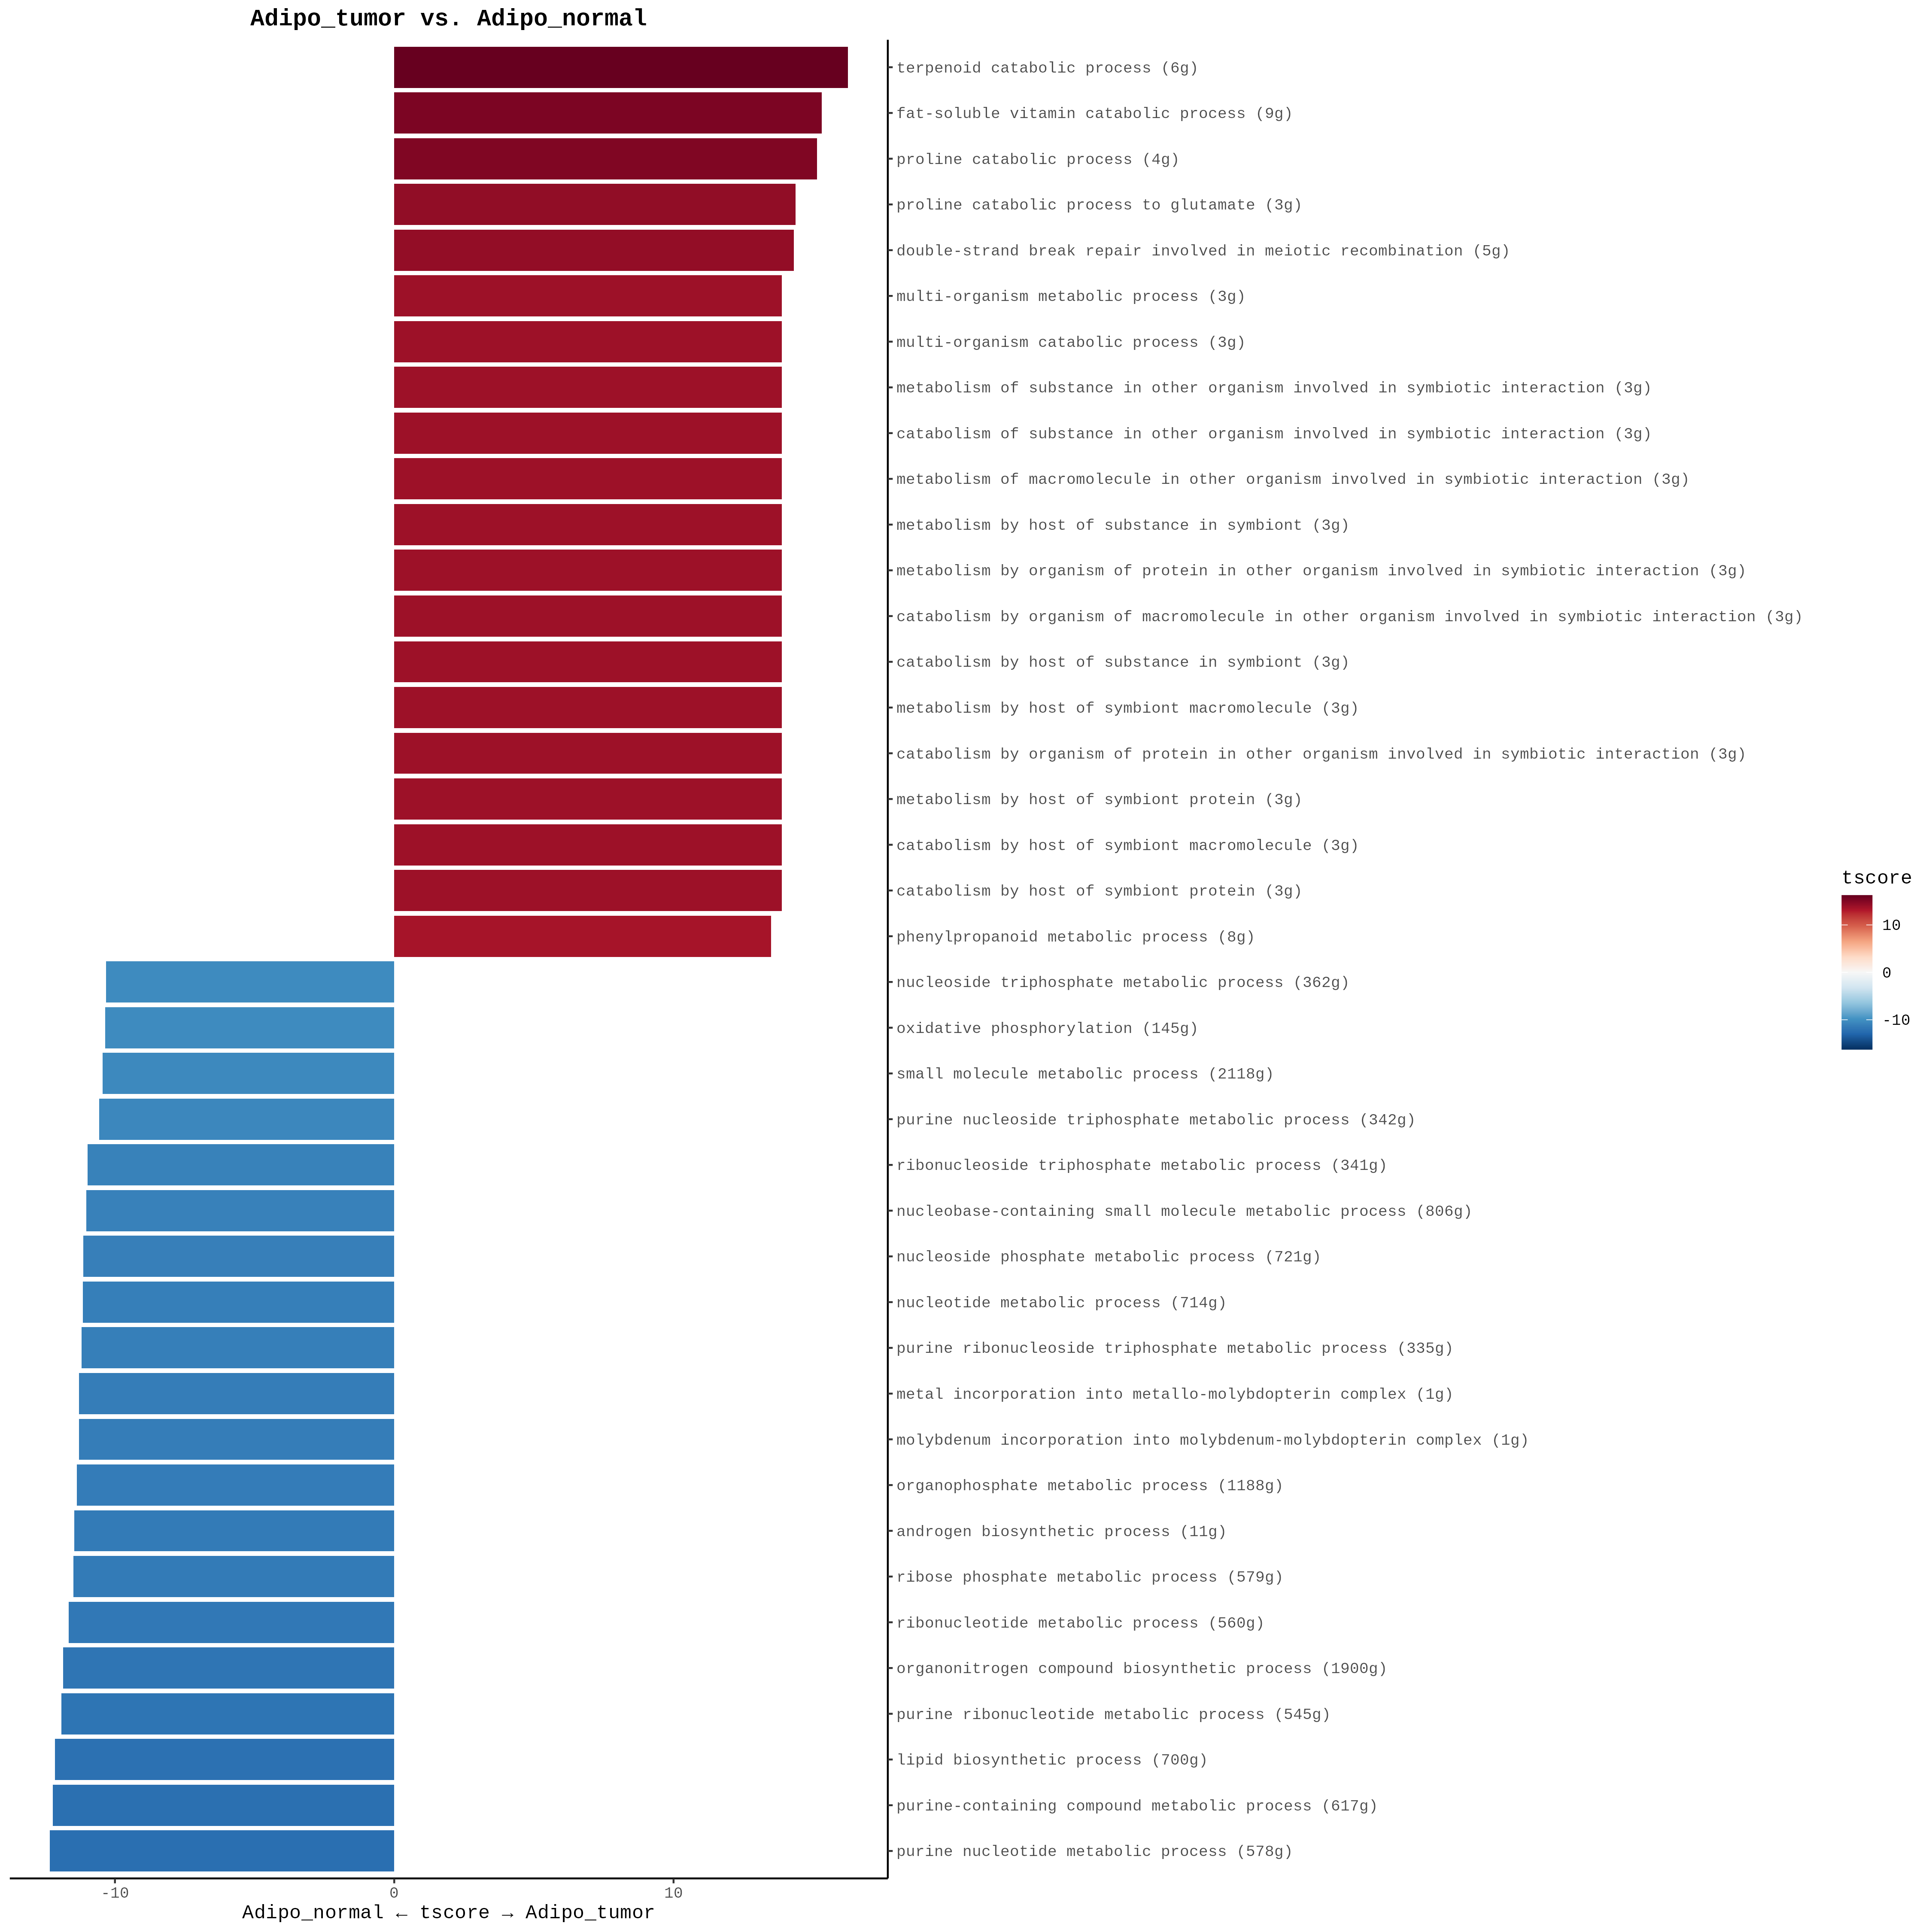 Adipo_tumor vs. Adipo_normal
terpenoid catabolic process (6g)
fat-soluble vitamin catabolic process (9g)
proline catabolic process (4g)
proline catabolic process to glutamate (3g)
double-strand break repair involved in meiotic recombination (5g)
multi-organism metabolic process (3g)
multi-organism catabolic process (3g)
metabolism of substance in other organism involved in symbiotic interaction (3g)
catabolism of substance in other organism involved in symbiotic interaction (3g)
metabolism of macromolecule in other organism involved in symbiotic interaction (3g)
metabolism by host of substance in symbiont (3g)
metabolism by organism of protein in other organism involved in symbiotic interaction (3g)
catabolism by organism of macromolecule in other organism involved in symbiotic interaction (3g)
catabolism by host of substance in symbiont (3g)
metabolism by host of symbiont macromolecule (3g)
catabolism by organism of protein in other organism involved in symbiotic interaction (3g)
metabolism by host of symbiont protein (3g)
catabolism by host of symbiont macromolecule (3g)
catabolism by host of symbiont protein (3g)
phenylpropanoid metabolic process (8g)
nucleoside triphosphate metabolic process (362g)
oxidative phosphorylation (145g)
small molecule metabolic process (2118g)
purine nucleoside triphosphate metabolic process (342g)
ribonucleoside triphosphate metabolic process (341g)
nucleobase-containing small molecule metabolic process (806g)
nucleoside phosphate metabolic process (721g)
nucleotide metabolic process (714g)
purine ribonucleoside triphosphate metabolic process (335g)
metal incorporation into metallo-molybdopterin complex (1g)
molybdenum incorporation into molybdenum-molybdopterin complex (1g)
organophosphate metabolic process (1188g)
androgen biosynthetic process (11g)
ribose phosphate metabolic process (579g)
ribonucleotide metabolic process (560g)
organonitrogen compound biosynthetic process (1900g)
purine ribonucleotide metabolic process (545g)
lipid biosynthetic process (700g)
purine-containing compound metabolic process (617g)
purine nucleotide metabolic process (578g)
-10 0 10
Adipo_normal ← tscore → Adipo_tumor
tscore
10
0
-10